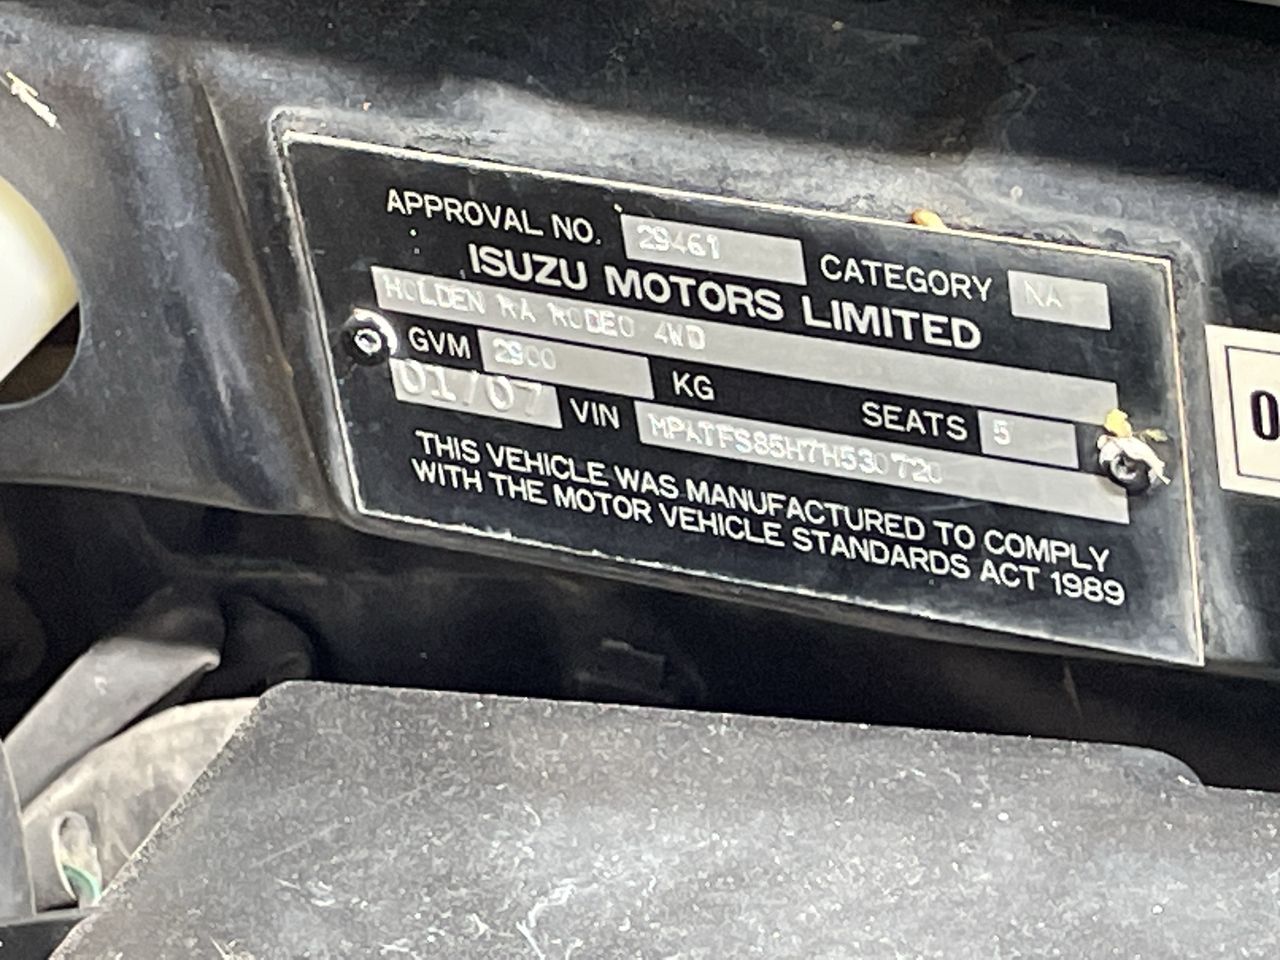 APPROVAL NO. 29461 CATEGORY NA
ISUZU MOTORS LIMITED
HOLDEN RA RODEO 4WD
GVM 2900 KG SEATS 5
01/07 VIN MPATFS85H7H530720
THIS VEHICLE WAS MANUFACTURED TO COMPLY
WITH THE MOTOR VEHICLE STANDARDS ACT 1989
0